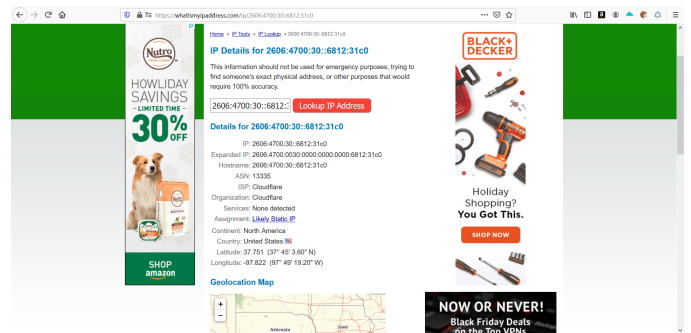 https://whatismyipaddress.com/ip/2606:4700:30::6812:31c0
Home » IP Tools » IP Lookup » 2606:4700:30::6812:31c0
IP Details for 2606:4700:30::6812:31c0
This information should not be used for emergency purposes, trying to
find someone's exact physical address, or other purposes that would
require 100% accuracy.
2606:4700:30::6812:3
Lookup IP Address
Details for 2606:4700:30::6812:31c0
IP: 2606:4700:30::6812:31c0
Expanded IP: 2606:4700:0030:0000:0000:0000:6812:31c0
Hostname: 2606:4700:30::6812:31c0
ASN: 13335
ISP: Cloudflare
Organization: Cloudflare
Services: None detected
Assignment: Likely Static IP
Continent: North America
Country: United States
Latitude: 37.751 (37° 45′ 3.60″ N)
Longitude: -97.822 (97° 49′ 19.20″ W)
Geolocation Map
+
−
Nebraska
Iowa
Nutro
HOWLIDAY
SAVINGS
LIMITED TIME
30% OFF
SHOP
amazon
BLACK+
DECKER
Holiday
Shopping?
You Got This.
SHOP NOW
NOW OR NEVER!
Black Friday Deals
on the Top VPNs